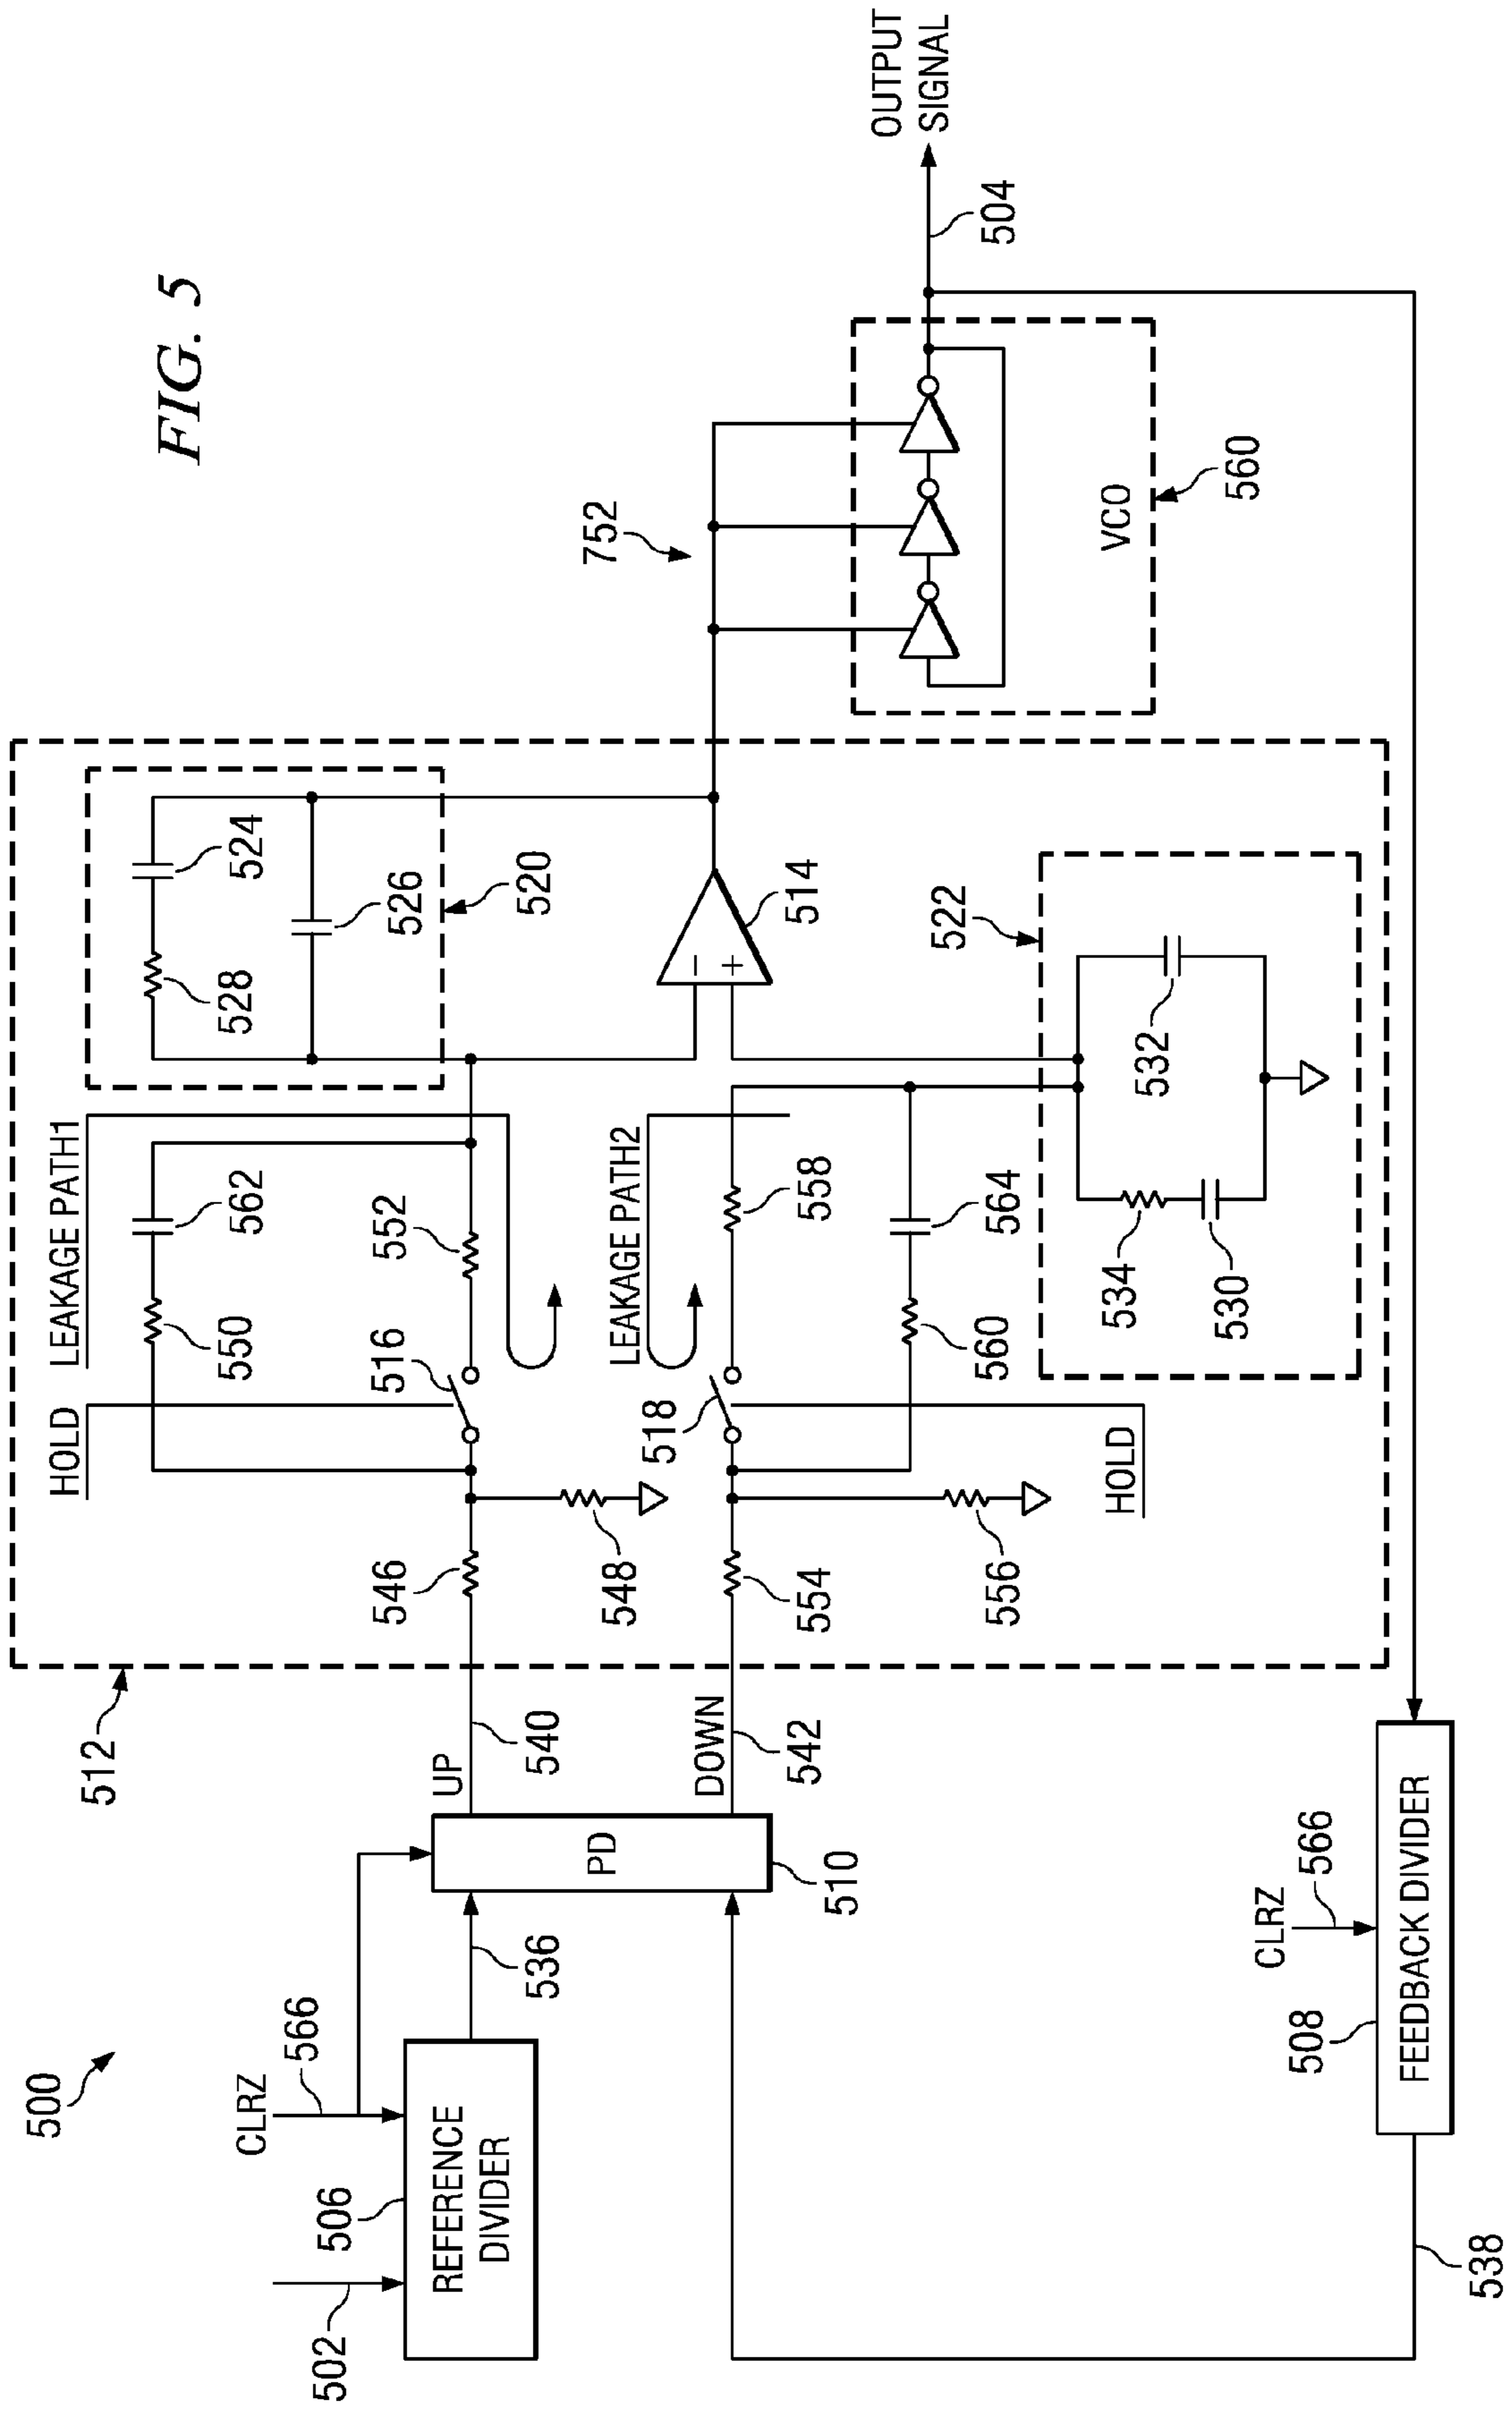 FIG. 5
500
CLRZ
566
502
506
REFERENCE
DIVIDER
536
PD
510
UP
540
DOWN
542
512
546
548
554
556
HOLD
516
518
HOLD
LEAKAGE PATH1
550
562
552
LEAKAGE PATH2
558
560
564
528
524
526
520
−
+
514
522
534
530
532
752
VCO
560
504
OUTPUT
SIGNAL
CLRZ
566
508
FEEDBACK DIVIDER
538